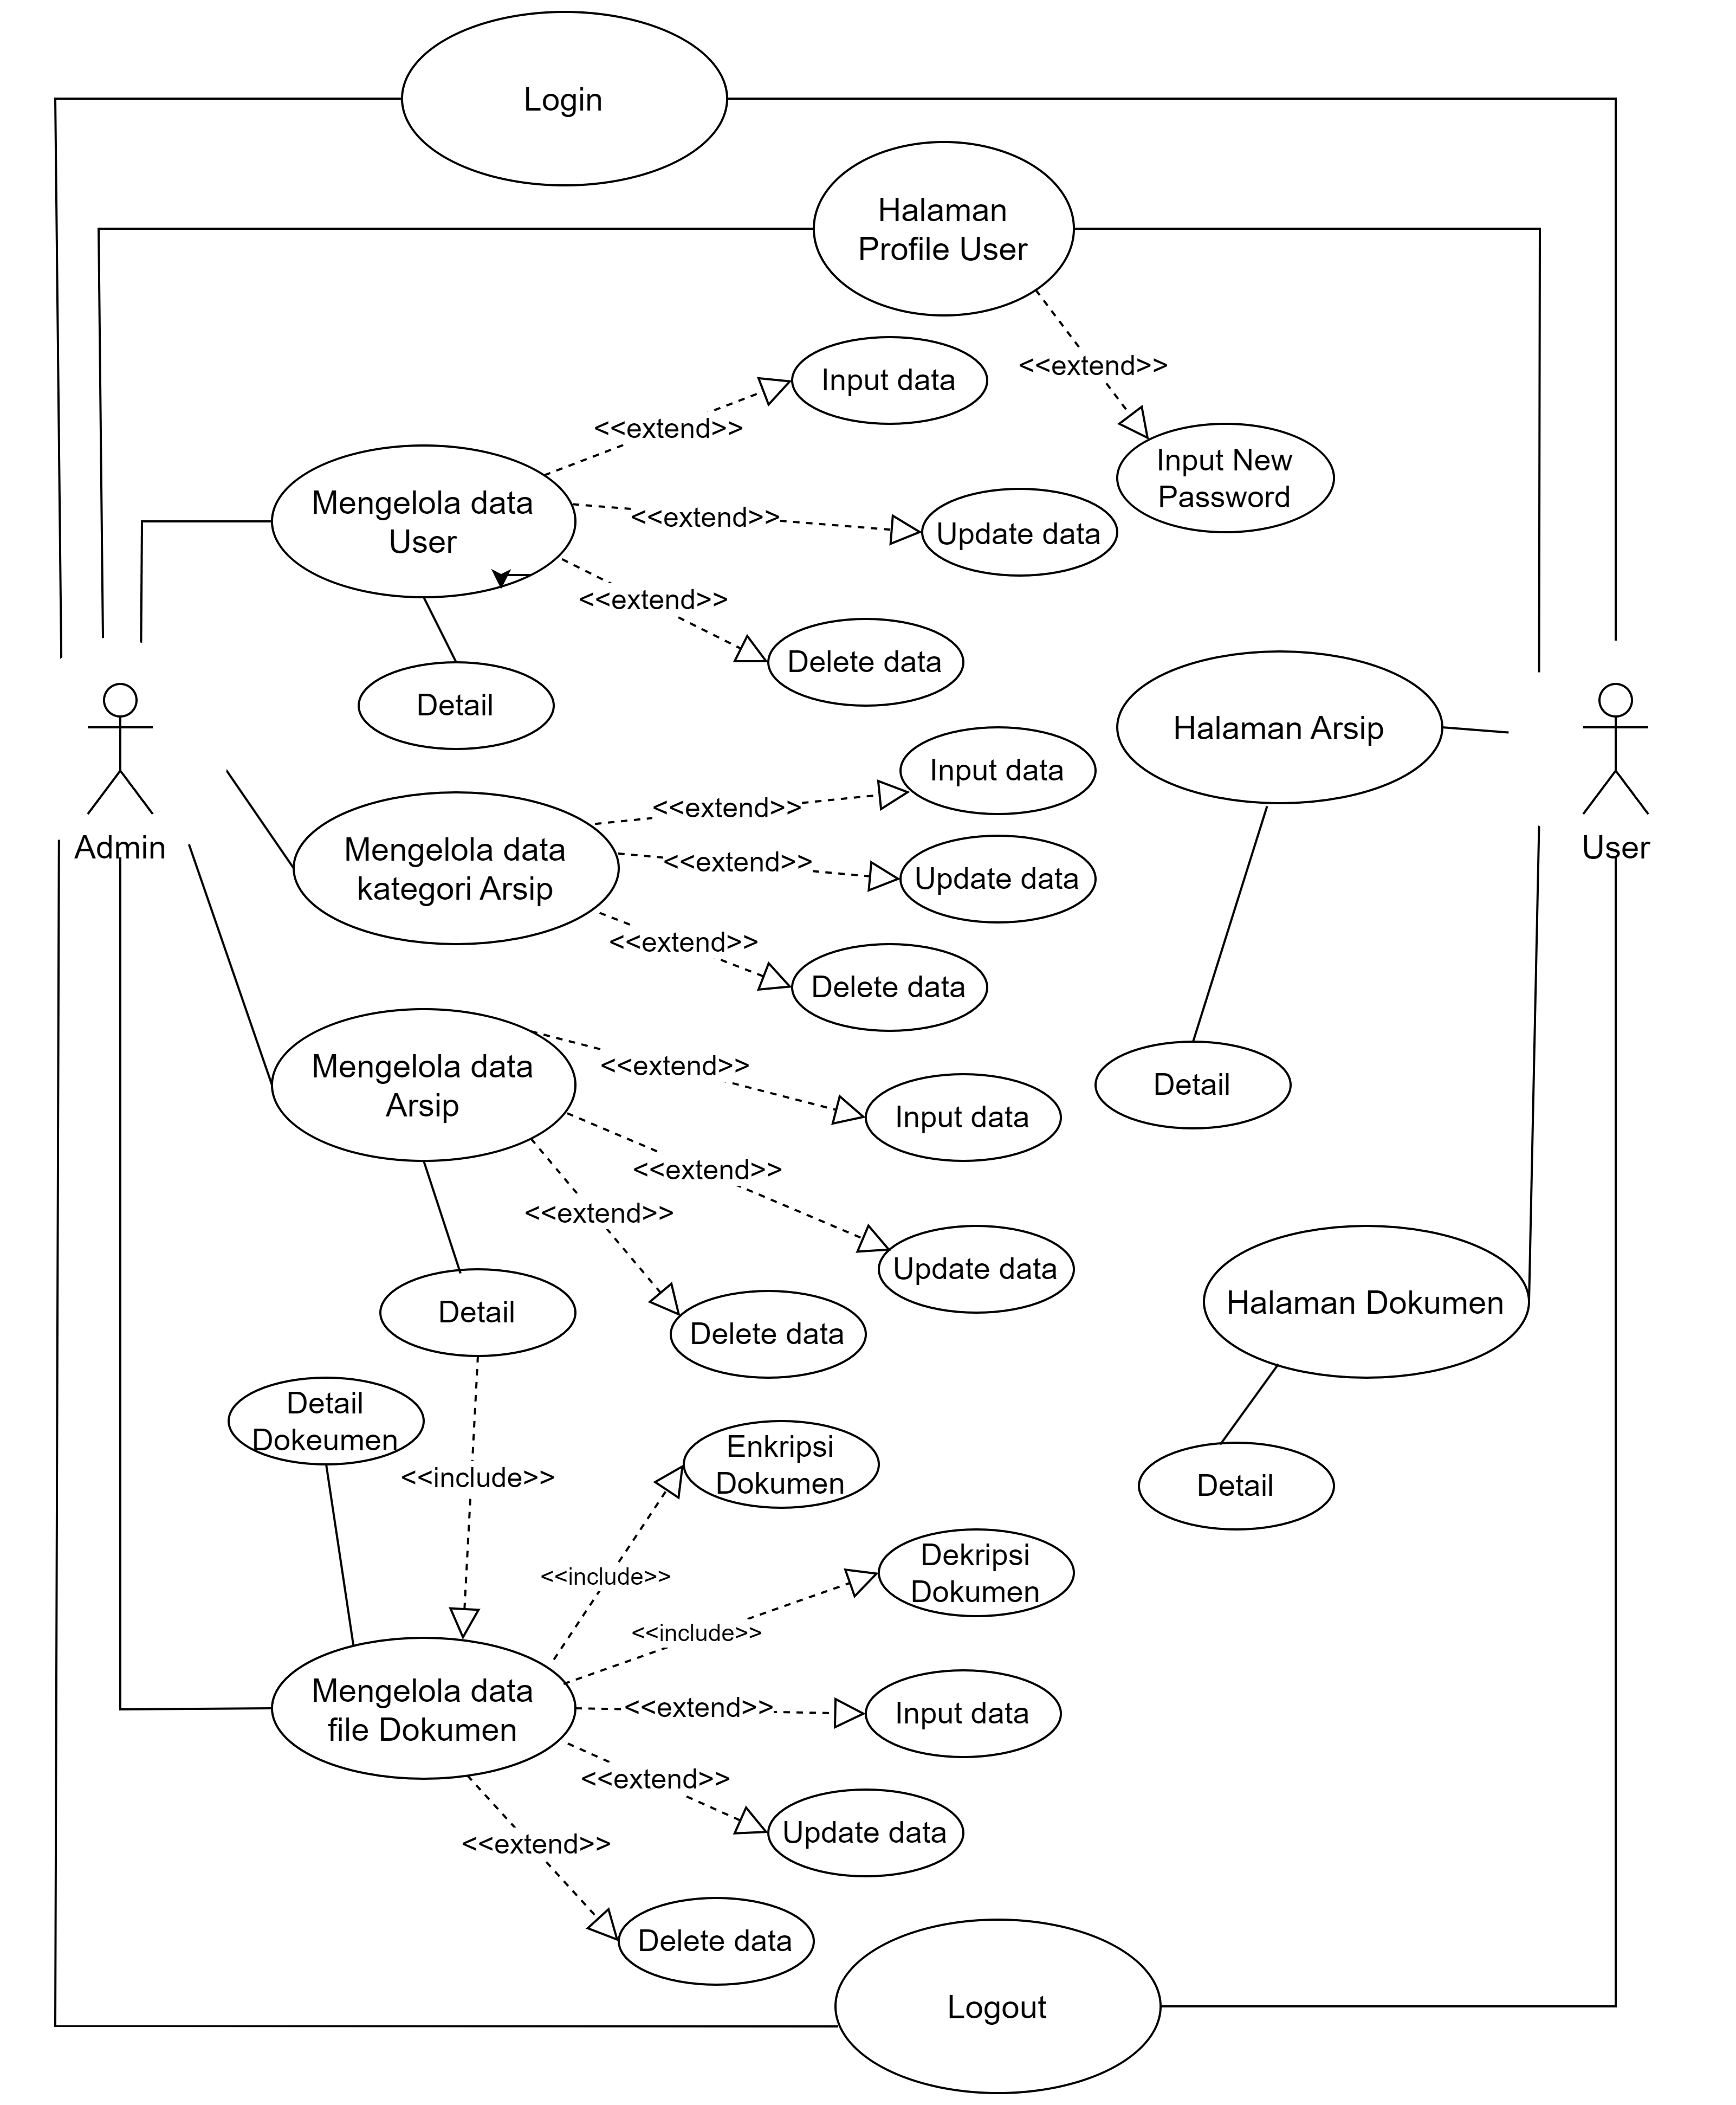 Login
Halaman
Profile User
<<extend>>
Input data
<<extend>>
Input New
Password
Mengelola data
User
<<extend>>
Update data
<<extend>>
Delete data
Detail
Halaman Arsip
Input data
<<extend>>
Admin
User
Mengelola data
kategori Arsip
<<extend>>
Update data
<<extend>>
Delete data
Mengelola data
Arsip
<<extend>>
Detail
Input data
<<extend>>
<<extend>>
Update data
Detail
Delete data
Halaman Dokumen
Detail
Dokeumen
<<include>>
Enkripsi
Dokumen
Detail
<<include>>
Dekripsi
Dokumen
<<include>>
Mengelola data
file Dokumen
<<extend>>
Input data
<<extend>>
Update data
<<extend>>
Delete data
Logout